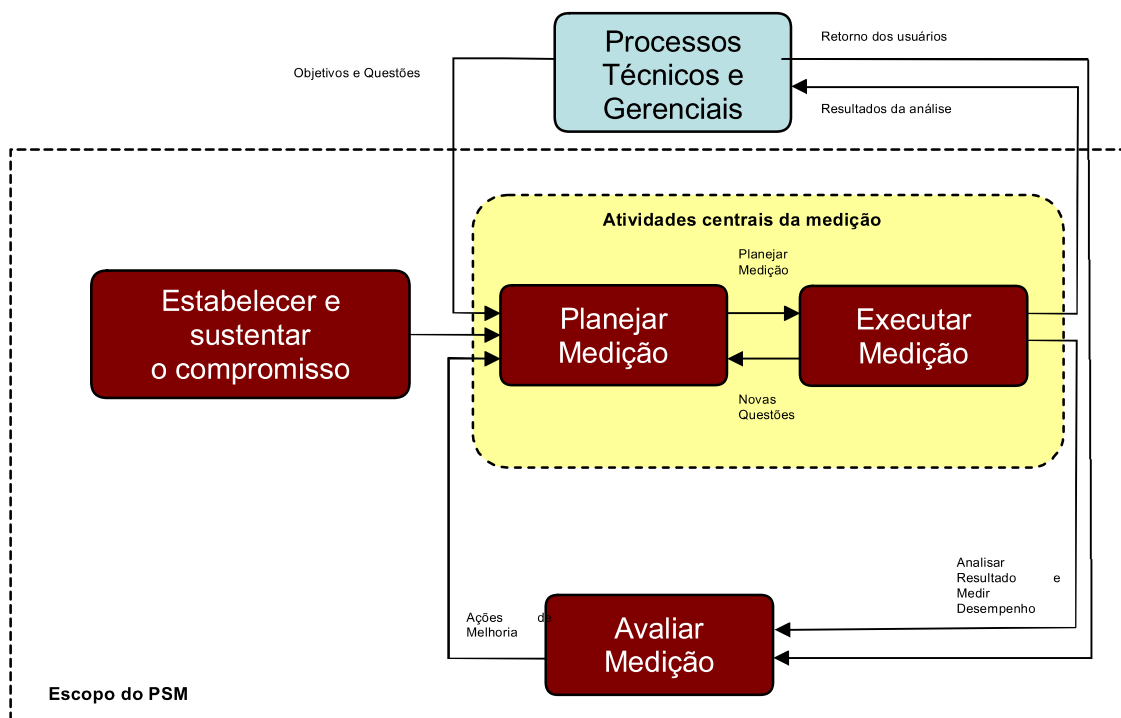 Processos
Técnicos e
Gerenciais
Retorno dos usuários
Objetivos e Questões
Resultados da análise
Atividades centrais da medição
Planejar
Medição
Estabelecer e
sustentar
o compromisso
Planejar
Medição
Executar
Medição
Novas
Questões
Analisar
Resultado e
Medir
Desempenho
Ações de
Melhoria
Avaliar
Medição
Escopo do PSM